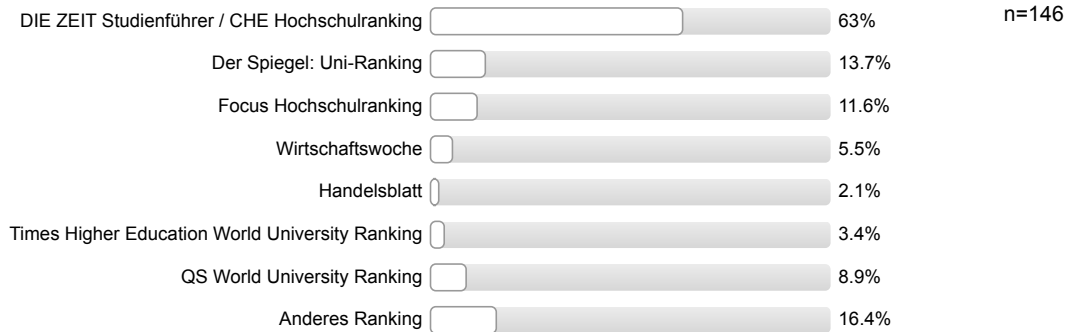 DIE ZEIT Studienführer / CHE Hochschulranking 63% n=146
Der Spiegel: Uni-Ranking 13.7%
Focus Hochschulranking 11.6%
Wirtschaftswoche 5.5%
Handelsblatt 2.1%
Times Higher Education World University Ranking 3.4%
QS World University Ranking 8.9%
Anderes Ranking 16.4%